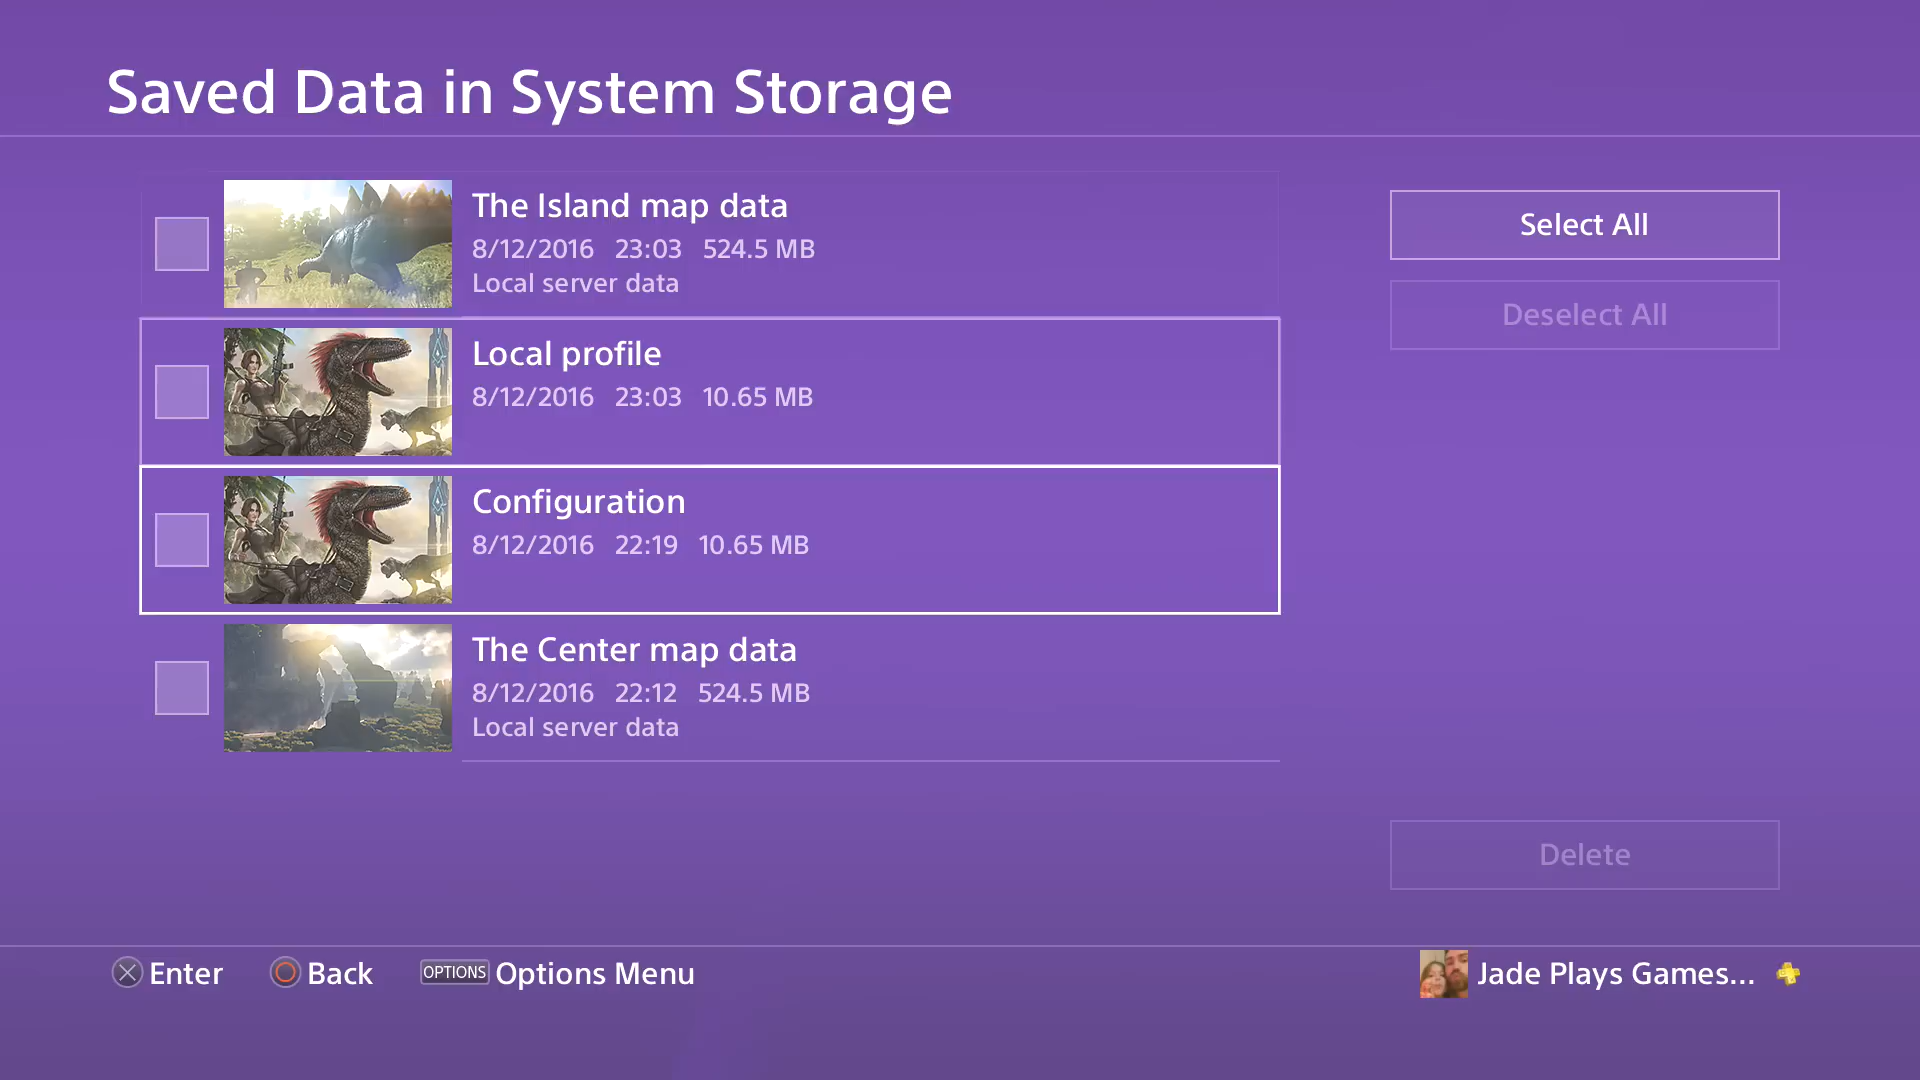 Saved Data in System Storage
The Island map data
8/12/2016 23:03 524.5 MB
Local server data
Local profile
8/12/2016 23:03 10.65 MB
Configuration
8/12/2016 22:19 10.65 MB
The Center map data
8/12/2016 22:12 524.5 MB
Local server data
Select All
Deselect All
Delete
Enter
Back
OPTIONS Options Menu
Jade Plays Games...